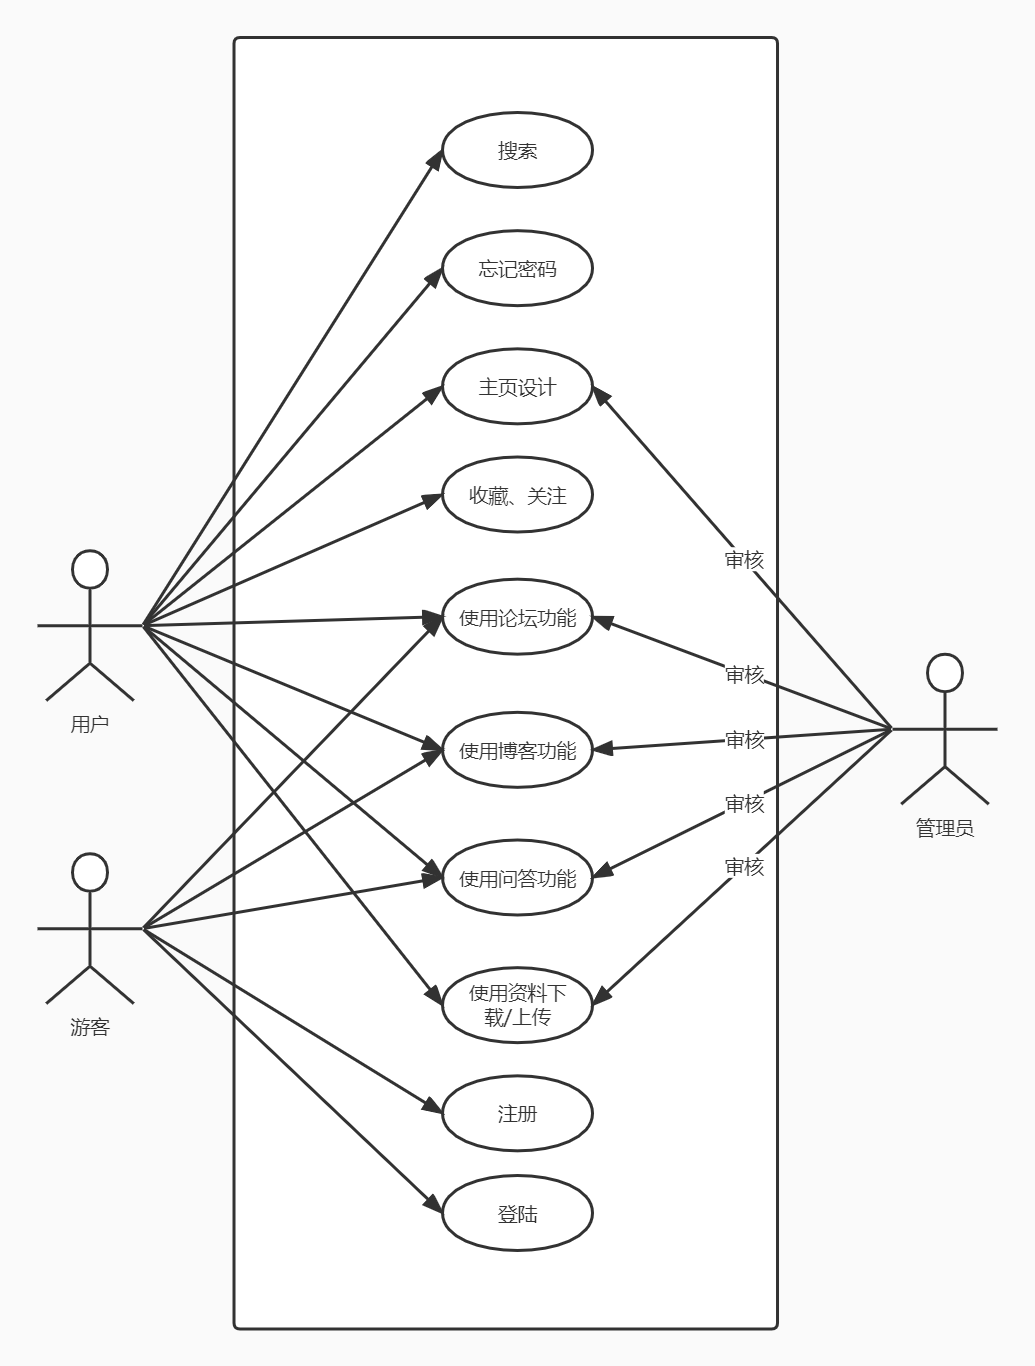 搜索
忘记密码
主页设计
收藏、关注
审核
使用论坛功能
审核
用户
审核
使用博客功能
审核
管理员
审核
使用问答功能
使用资料下
载/上传
游客
注册
登陆